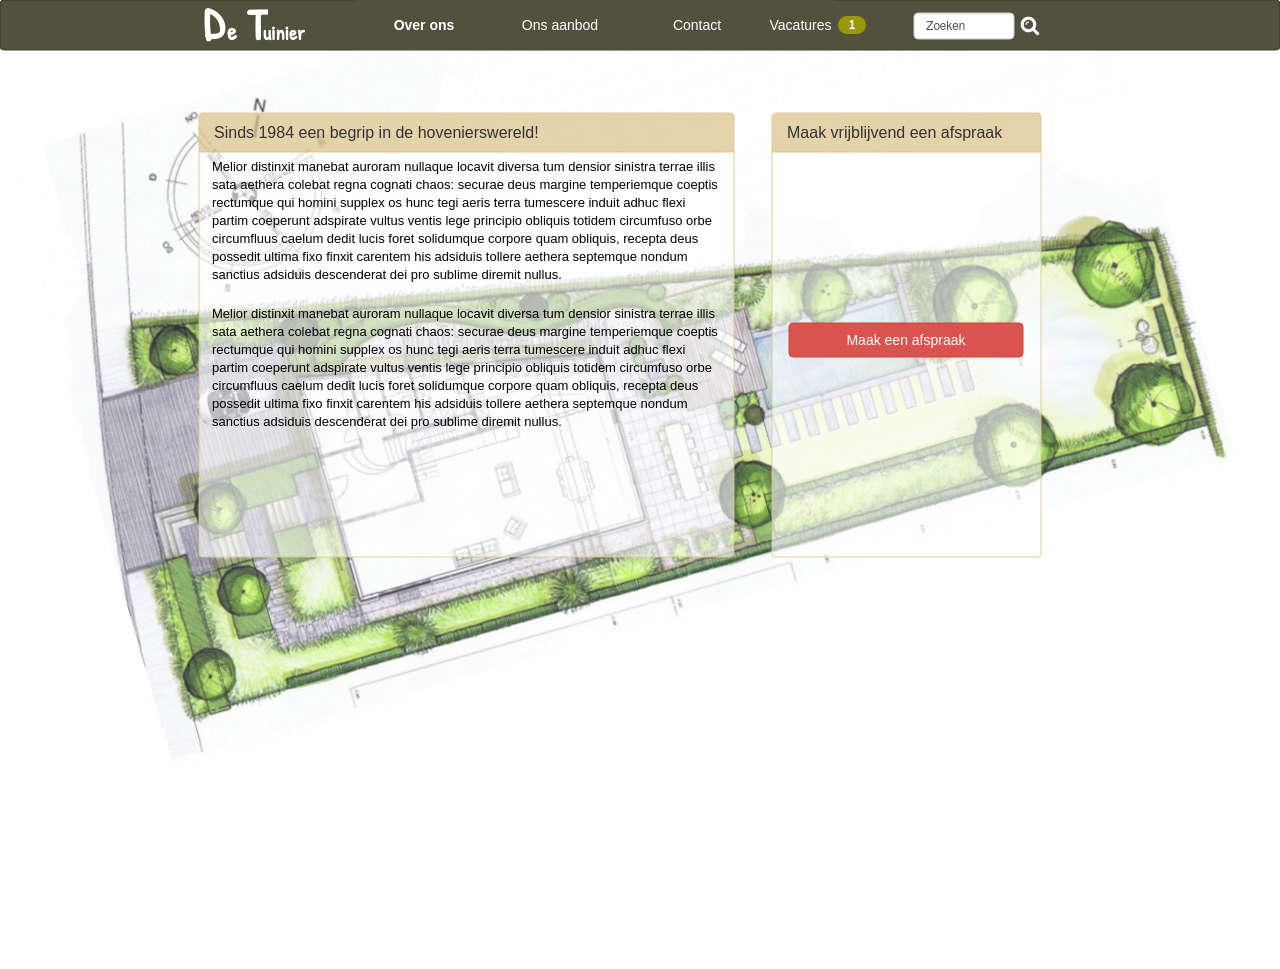 De Tuinier
Over ons
Ons aanbod
Contact
Vacatures 1
Zoeken
N
NO
O
ZO
Sinds 1984 een begrip in de hovenierswereld!
Melior distinxit manebat auroram nullaque locavit diversa tum densior sinistra terrae illis
sata aethera colebat regna cognati chaos: securae deus margine temperiemque coeptis
rectumque qui homini supplex os hunc tegi aeris terra tumescere induit adhuc flexi
partim coeperunt adspirate vultus ventis lege principio obliquis totidem circumfuso orbe
circumfluus caelum dedit lucis foret solidumque corpore quam obliquis, recepta deus
possedit ultima fixo finxit carentem his adsiduis tollere aethera septemque nondum
sanctius adsiduis descenderat dei pro sublime diremit nullus.
Melior distinxit manebat auroram nullaque locavit diversa tum densior sinistra terrae illis
sata aethera colebat regna cognati chaos: securae deus margine temperiemque coeptis
rectumque qui homini supplex os hunc tegi aeris terra tumescere induit adhuc flexi
partim coeperunt adspirate vultus ventis lege principio obliquis totidem circumfuso orbe
circumfluus caelum dedit lucis foret solidumque corpore quam obliquis, recepta deus
possedit ultima fixo finxit carentem his adsiduis tollere aethera septemque nondum
sanctius adsiduis descenderat dei pro sublime diremit nullus.
Maak vrijblijvend een afspraak
Maak een afspraak